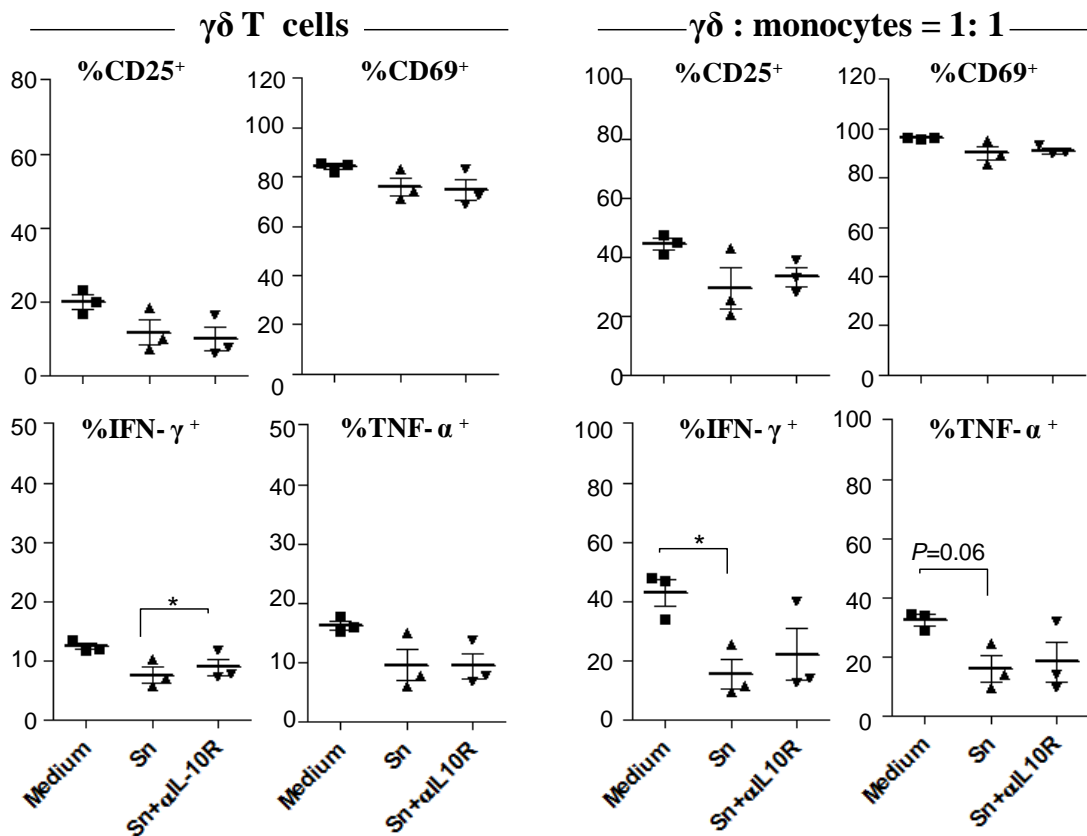 γδ T cells
γδ : monocytes = 1: 1
%CD25+
80
60
40
20
0
%CD69+
120
100
80
60
40
20
0
%CD25+
100
80
60
40
20
0
%CD69+
120
100
80
60
40
20
0
%IFN- γ +
50
40
30
20
10
0
*
Medium
Sn
Sn+αIL-10R
%TNF- α +
50
40
30
20
10
0
Medium
Sn
Sn+αIL10R
%IFN- γ +
100
80
60
40
20
0
*
Medium
Sn
Sn+αIL10R
%TNF- α +
100
80
60
40
20
0
P=0.06
Medium
Sn
Sn+αIL10R